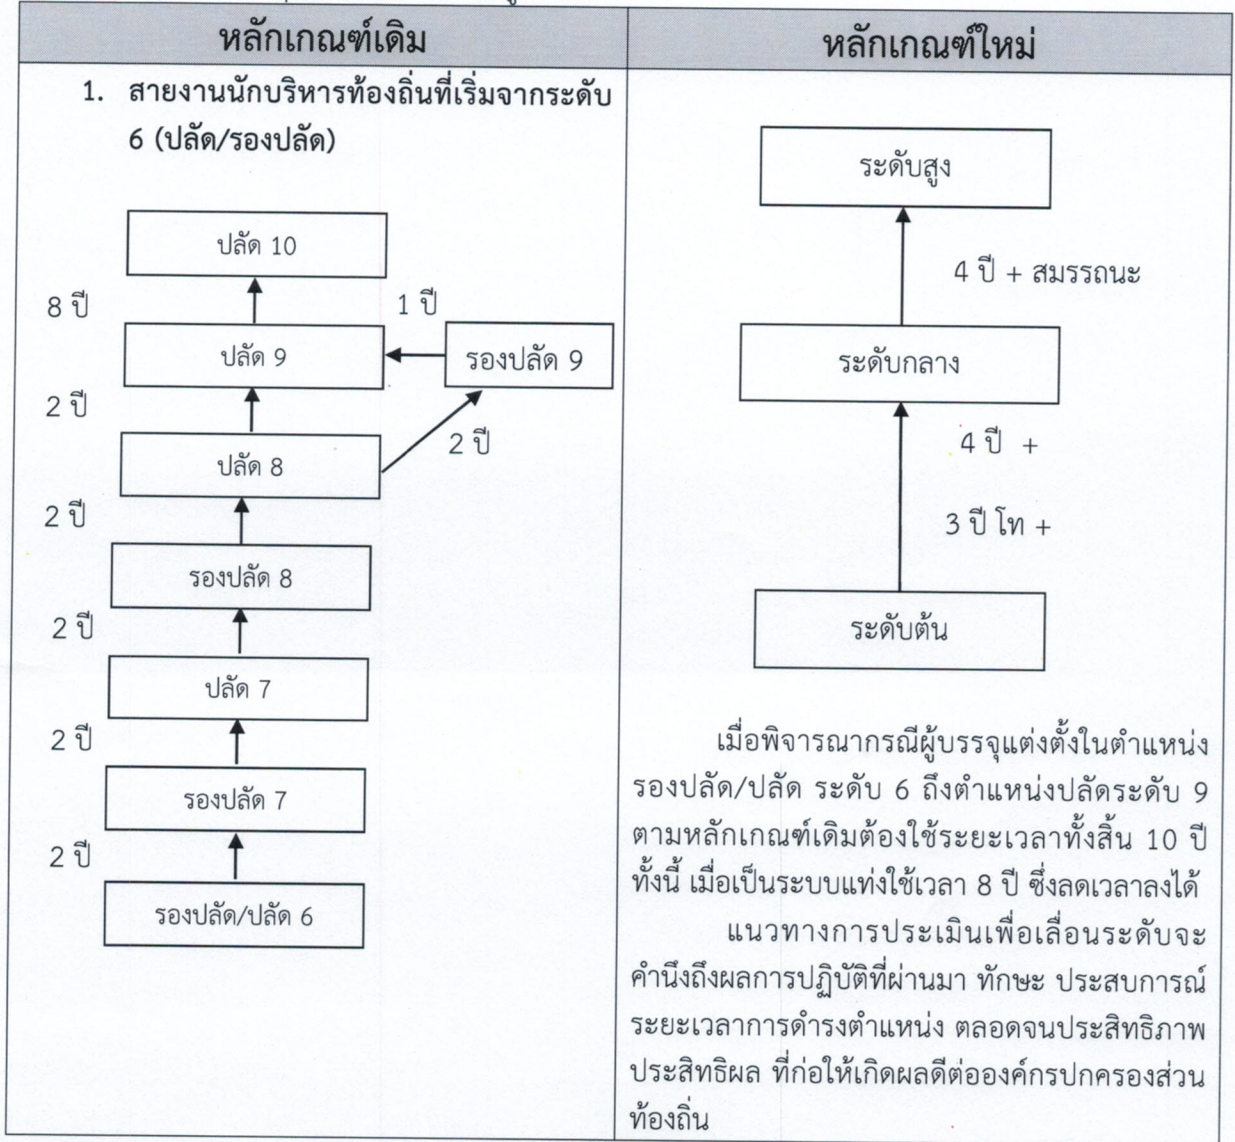 หลักเกณฑ์เดิม
หลักเกณฑ์ใหม่
1. สายงานนักบริหารท้องถิ่นที่เริ่มจากระดับ
6 (ปลัด/รองปลัด)
ปลัด 10
8 ปี
1 ปี
ปลัด 9
รองปลัด 9
2 ปี
2 ปี
ปลัด 8
2 ปี
รองปลัด 8
2 ปี
ปลัด 7
2 ปี
รองปลัด 7
2 ปี
รองปลัด/ปลัด 6
ระดับสูง
4 ปี + สมรรถนะ
ระดับกลาง
4 ปี +
3 ปี โท +
ระดับต้น
เมื่อพิจารณากรณีผู้บรรจุแต่งตั้งในตำแหน่ง
รองปลัด/ปลัด ระดับ 6 ถึงตำแหน่งปลัดระดับ 9
ตามหลักเกณฑ์เดิมต้องใช้ระยะเวลาทั้งสิ้น 10 ปี
ทั้งนี้ เมื่อเป็นระบบแท่งใช้เวลา 8 ปี ซึ่งลดเวลาลงได้
แนวทางการประเมินเพื่อเลื่อนระดับจะ
คำนึงถึงผลการปฏิบัติที่ผ่านมา ทักษะ ประสบการณ์
ระยะเวลาการดำรงตำแหน่ง ตลอดจนประสิทธิภาพ
ประสิทธิผล ที่ก่อให้เกิดผลดีต่อองค์กรปกครองส่วน
ท้องถิ่น